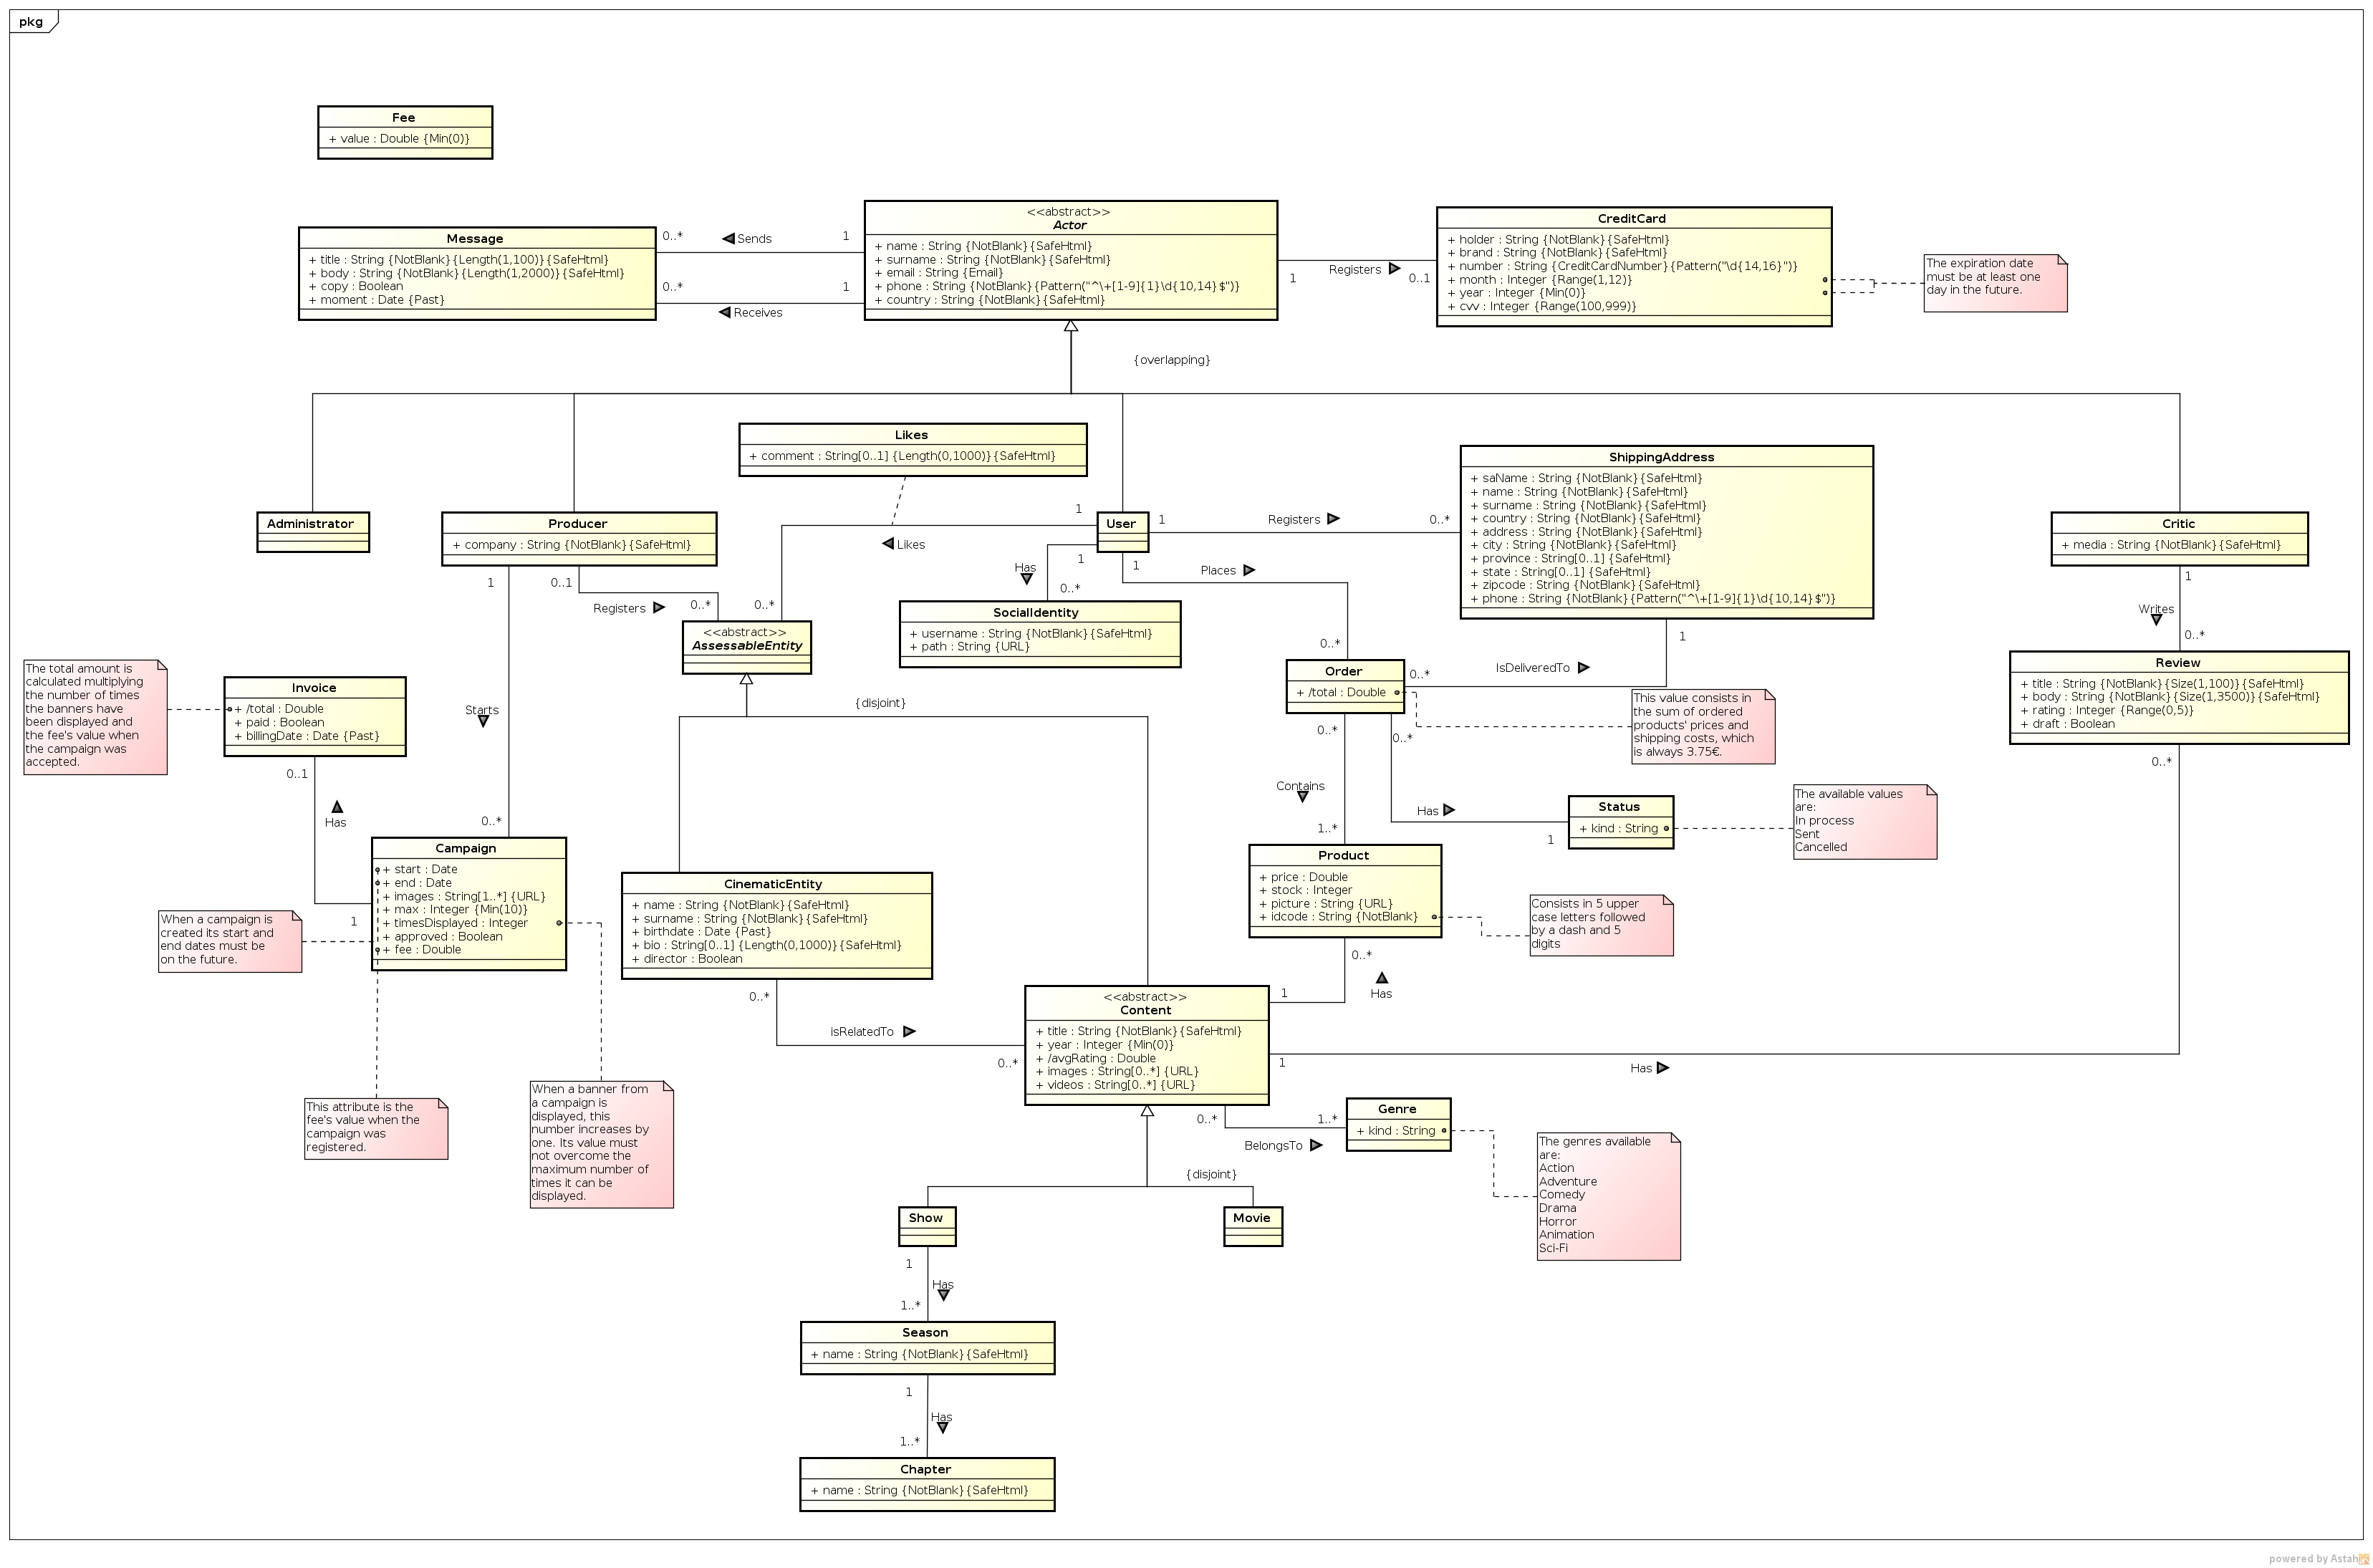 pkg
Fee
+ value : Double {Min(0)}
Message
+ title : String {NotBlank}{Length(1,100)}{SafeHtml}
+ body : String {NotBlank}{Length(1,2000)}{SafeHtml}
+ copy : Boolean
+ moment : Date {Past}
0..*
Sends
1
0..*
Receives
1
<<abstract>>
Actor
+ name : String {NotBlank}{SafeHtml}
+ surname : String {NotBlank}{SafeHtml}
+ email : String {Email}
+ phone : String {NotBlank}{Pattern("^\+[1-9]{1}\d{10,14}$")}
+ country : String {NotBlank}{SafeHtml}
1
Registers
0..1
CreditCard
+ holder : String {NotBlank}{SafeHtml}
+ brand : String {NotBlank}{SafeHtml}
+ number : String {CreditCardNumber}{Pattern("\d{14,16}")}
+ month : Integer {Range(1,12)}
+ year : Integer {Min(0)}
+ cvv : Integer {Range(100,999)}
The expiration date
must be at least one
day in the future.
{overlapping}
Likes
+ comment : String[0..1] {Length(0,1000)}{SafeHtml}
Administrator
Producer
+ company : String {NotBlank}{SafeHtml}
1
Likes
0..*
User
1
Registers
0..*
1
Has
0..*
1
Places
0..*
ShippingAddress
+ saName : String {NotBlank}{SafeHtml}
+ name : String {NotBlank}{SafeHtml}
+ surname : String {NotBlank}{SafeHtml}
+ country : String {NotBlank}{SafeHtml}
+ address : String {NotBlank}{SafeHtml}
+ city : String {NotBlank}{SafeHtml}
+ province : String[0..1] {SafeHtml}
+ state : String[0..1] {SafeHtml}
+ zipcode : String {NotBlank}{SafeHtml}
+ phone : String {NotBlank}{Pattern("^\+[1-9]{1}\d{10,14}$")}
Critic
+ media : String {NotBlank}{SafeHtml}
1
Writes
0..*
1
0..1
Registers
0..*
<<abstract>>
AssessableEntity
SocialIdentity
+ username : String {NotBlank}{SafeHtml}
+ path : String {URL}
1
IsDeliveredTo
0..*
Order
+ /total : Double
This value consists in
the sum of ordered
products' prices and
shipping costs, which
is always 3.75€.
Review
+ title : String {NotBlank}{Size(1,100)}{SafeHtml}
+ body : String {NotBlank}{Size(1,3500)}{SafeHtml}
+ rating : Integer {Range(0,5)}
+ draft : Boolean
0..*
The total amount is
calculated multiplying
the number of times
the banners have
been displayed and
the fee's value when
the campaign was
accepted.
Invoice
+ /total : Double
+ paid : Boolean
+ billingDate : Date {Past}
0..1
Has
1
Starts
0..*
{disjoint}
0..*
Contains
1..*
0..*
Has
1
Status
+ kind : String
The available values
are:
In process
Sent
Cancelled
Campaign
+ start : Date
+ end : Date
+ images : String[1..*] {URL}
+ max : Integer {Min(10)}
+ timesDisplayed : Integer
+ approved : Boolean
+ fee : Double
When a campaign is
created its start and
end dates must be
on the future.
CinematicEntity
+ name : String {NotBlank}{SafeHtml}
+ surname : String {NotBlank}{SafeHtml}
+ birthdate : Date {Past}
+ bio : String[0..1] {Length(0,1000)}{SafeHtml}
+ director : Boolean
Product
+ price : Double
+ stock : Integer
+ picture : String {URL}
+ idcode : String {NotBlank}
Consists in 5 upper
case letters followed
by a dash and 5
digits
0..*
Has
1
0..*
isRelatedTo
0..*
<<abstract>>
Content
+ title : String {NotBlank}{SafeHtml}
+ year : Integer {Min(0)}
+ /avgRating : Double
+ images : String[0..*] {URL}
+ videos : String[0..*] {URL}
1
Has
This attribute is the
fee's value when the
campaign was
registered.
When a banner from
a campaign is
displayed, this
number increases by
one. Its value must
not overcome the
maximum number of
times it can be
displayed.
0..*
BelongsTo
1..*
Genre
+ kind : String
The genres available
are:
Action
Adventure
Comedy
Drama
Horror
Animation
Sci-Fi
{disjoint}
Show
Movie
1
Has
1..*
Season
+ name : String {NotBlank}{SafeHtml}
1
Has
1..*
Chapter
+ name : String {NotBlank}{SafeHtml}
powered by Astah